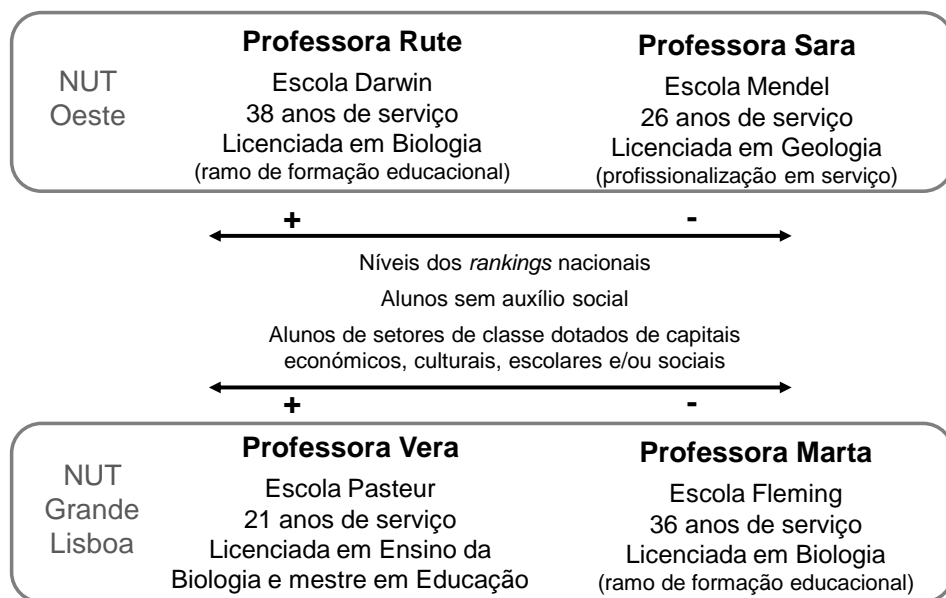 NUT
Oeste
Professora Rute
Escola Darwin
38 anos de serviço
Licenciada em Biologia
(ramo de formação educacional)
Professora Sara
Escola Mendel
26 anos de serviço
Licenciada em Geologia
(profissionalização em serviço)
+ -
Níveis dos rankings nacionais
Alunos sem auxílio social
Alunos de setores de classe dotados de capitais
económicos, culturais, escolares e/ou sociais
+ -
NUT
Grande
Lisboa
Professora Vera
Escola Pasteur
21 anos de serviço
Licenciada em Ensino da
Biologia e mestre em Educação
Professora Marta
Escola Fleming
36 anos de serviço
Licenciada em Biologia
(ramo de formação educacional)